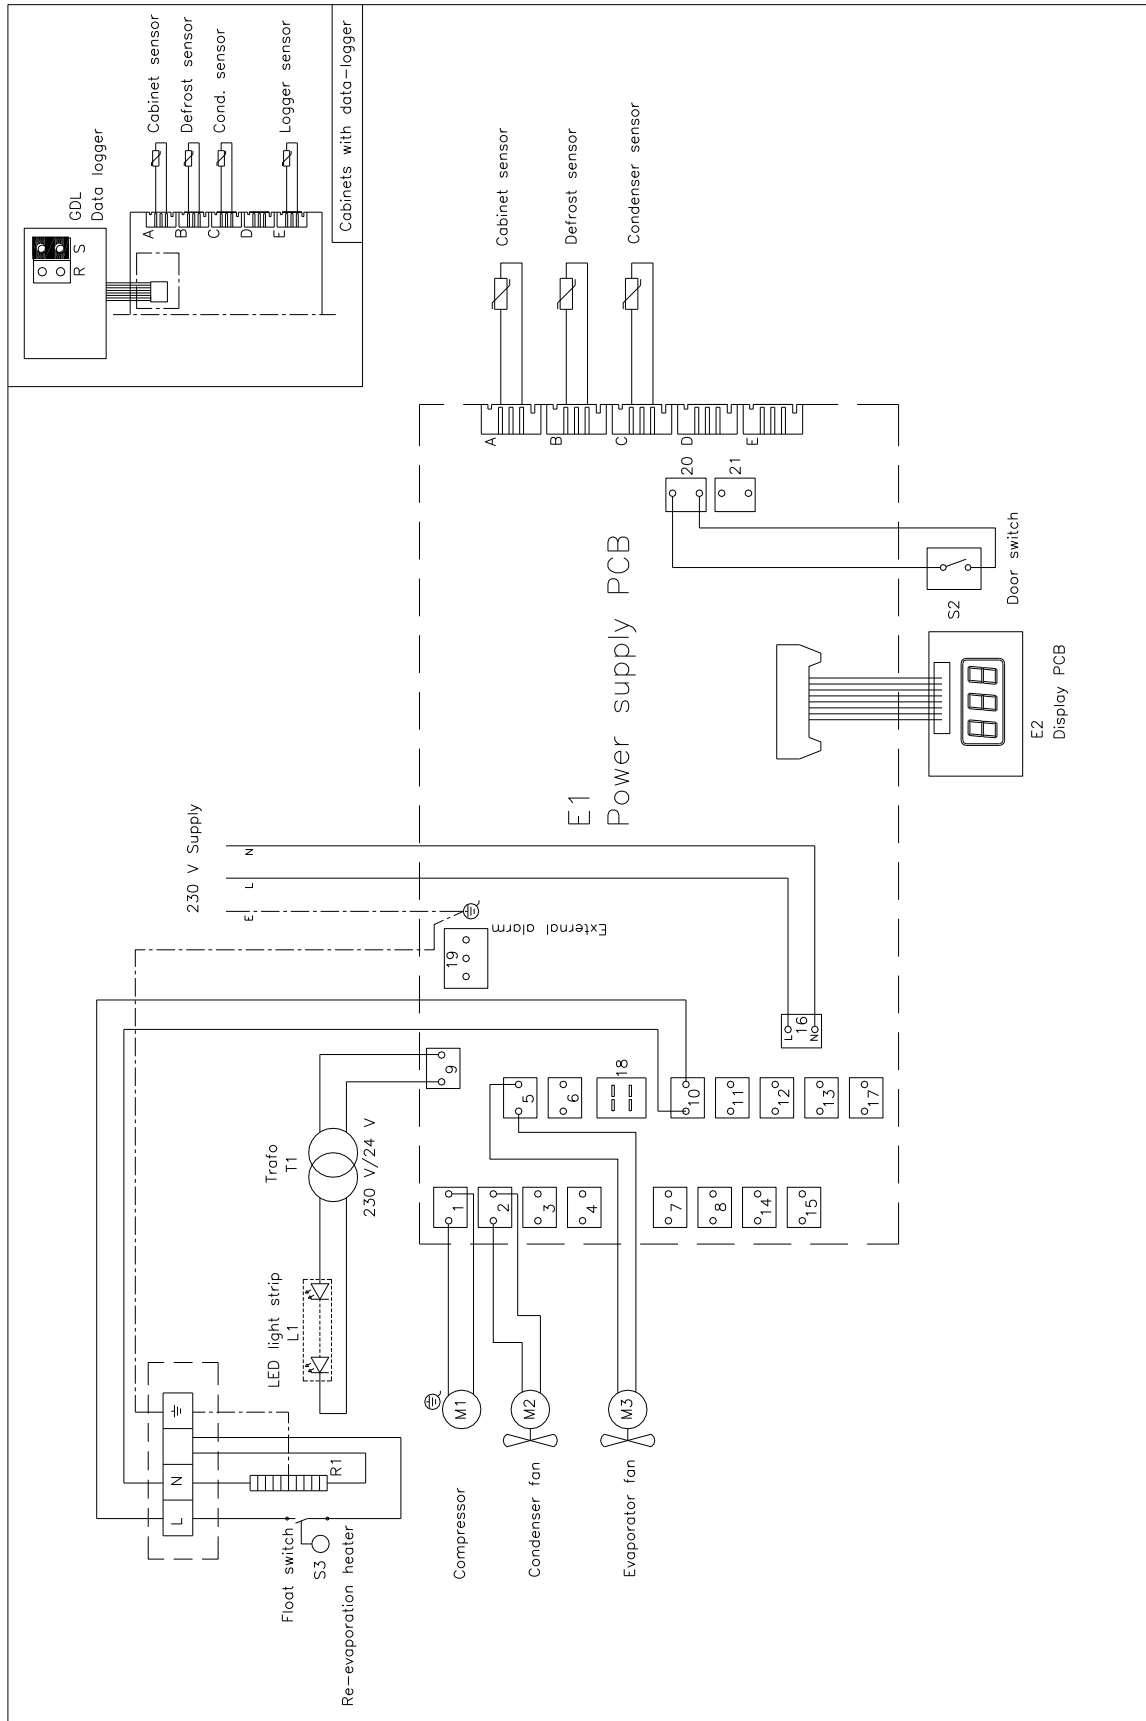 GDL
Data logger
R S
A
B
C
D
E
Cabinet sensor
Defrost sensor
Cond. sensor
Logger sensor
Cabinets with data-logger
Cabinet sensor
Defrost sensor
Condenser sensor
A
B
C
D
E
20
21
S2
Door switch
E1
Power supply PCB
E2
Display PCB
230 V Supply
N
L
E
19
External alarm
L
N
16
9
5
6
18
10
11
12
13
17
Trafo
T1
230 V/24 V
1
2
3
4
7
8
14
15
LED light strip
L1
L
N
R1
Float switch
S3
Re-evaporation heater
M1
M2
M3
Compressor
Condenser fan
Evaporator fan